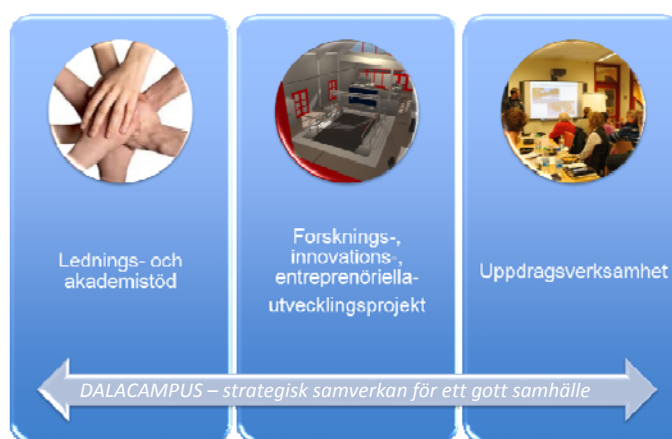 Lednings- och
akademistöd
Forsknings-,
innovations-,
entreprenöriella-
utvecklingsprojekt
Uppdragsverksamhet
DALACAMPUS – strategisk samverkan för ett gott samhälle